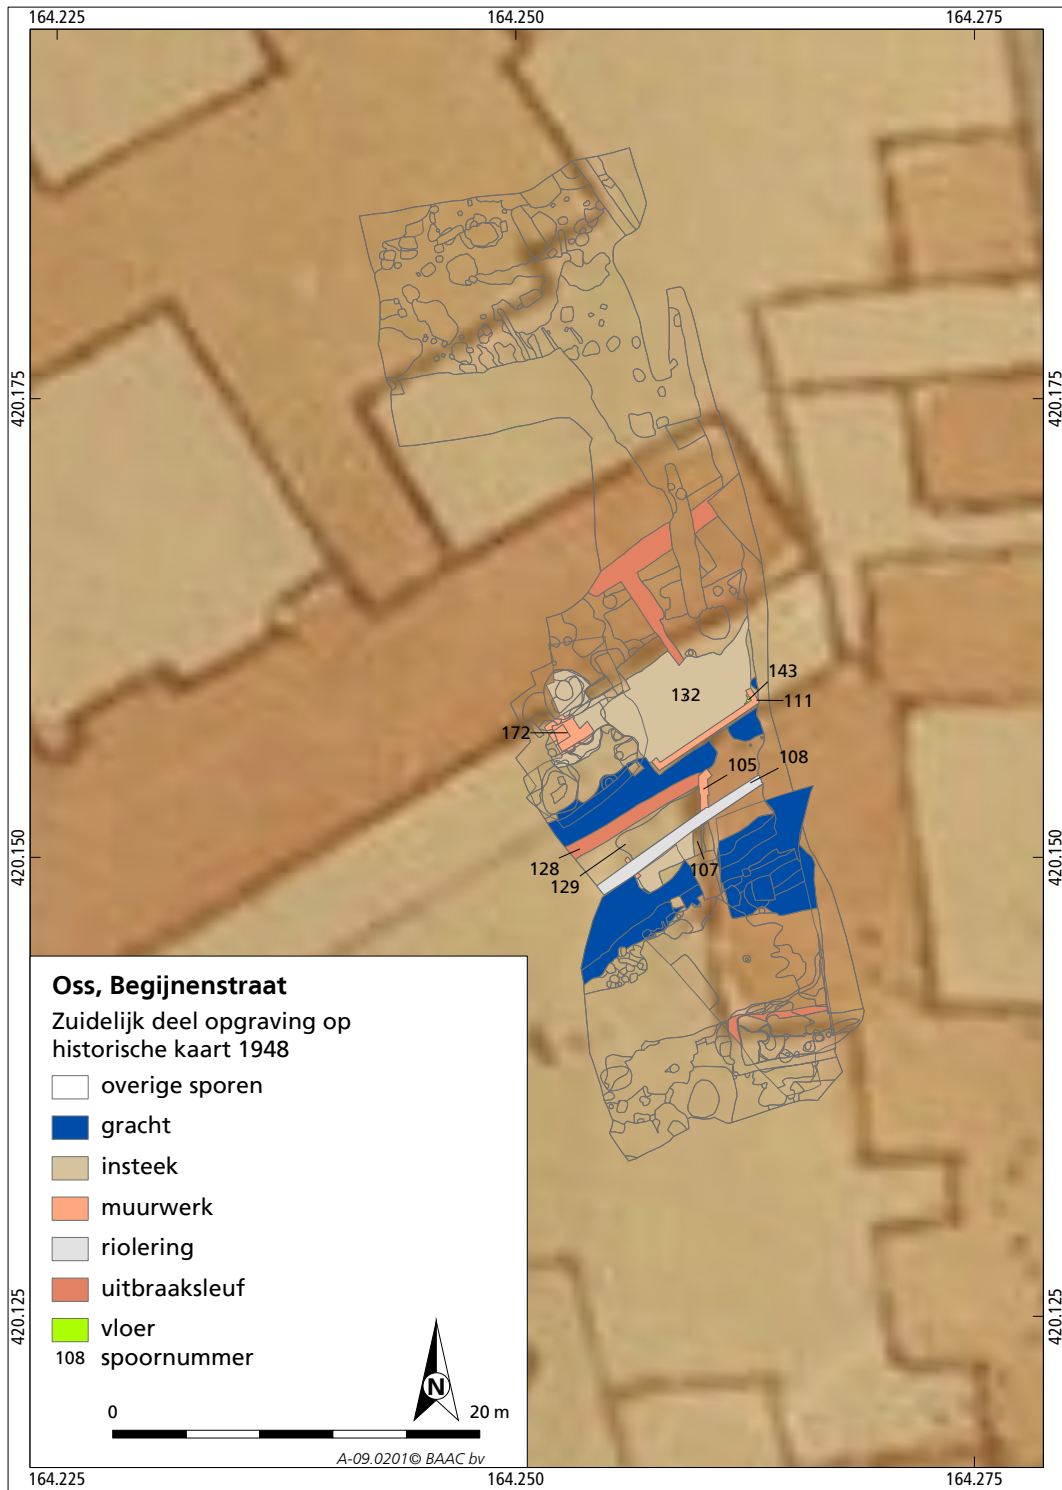 164.225
164.250
164.275
420.175
420.175
143
132
111
172
105
108
420.150
420.150
128
107
129
Oss, Begijnenstraat
Zuidelijk deel opgraving op
historische kaart 1948
overige sporen
gracht
insteek
muurwerk
riolering
uitbraaksleuf
vloer
108 spoornummer
420.125
420.125
N
0 20 m
A-09.0201© BAAC bv
164.225
164.250
164.275